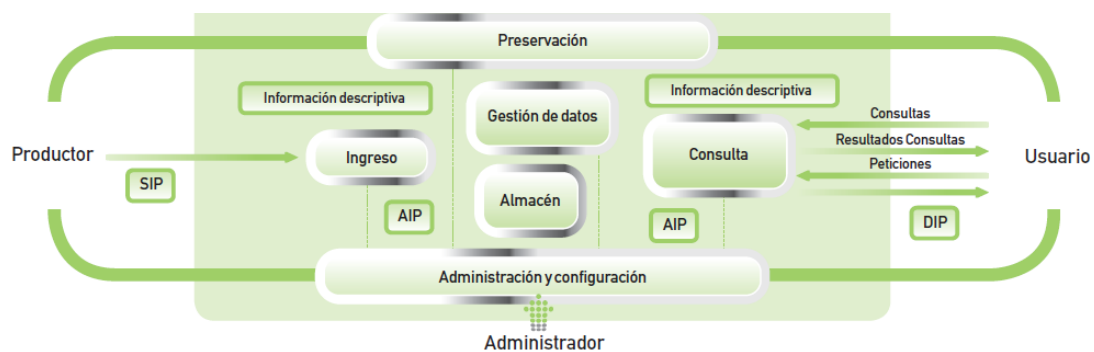 Preservación
Información descriptiva
Información descriptiva
Gestión de datos
Consultas
Productor
Ingreso
Consulta
Resultados Consultas
Usuario
Peticiones
SIP
Almacén
AIP
AIP
DIP
Administración y configuración
Administrador